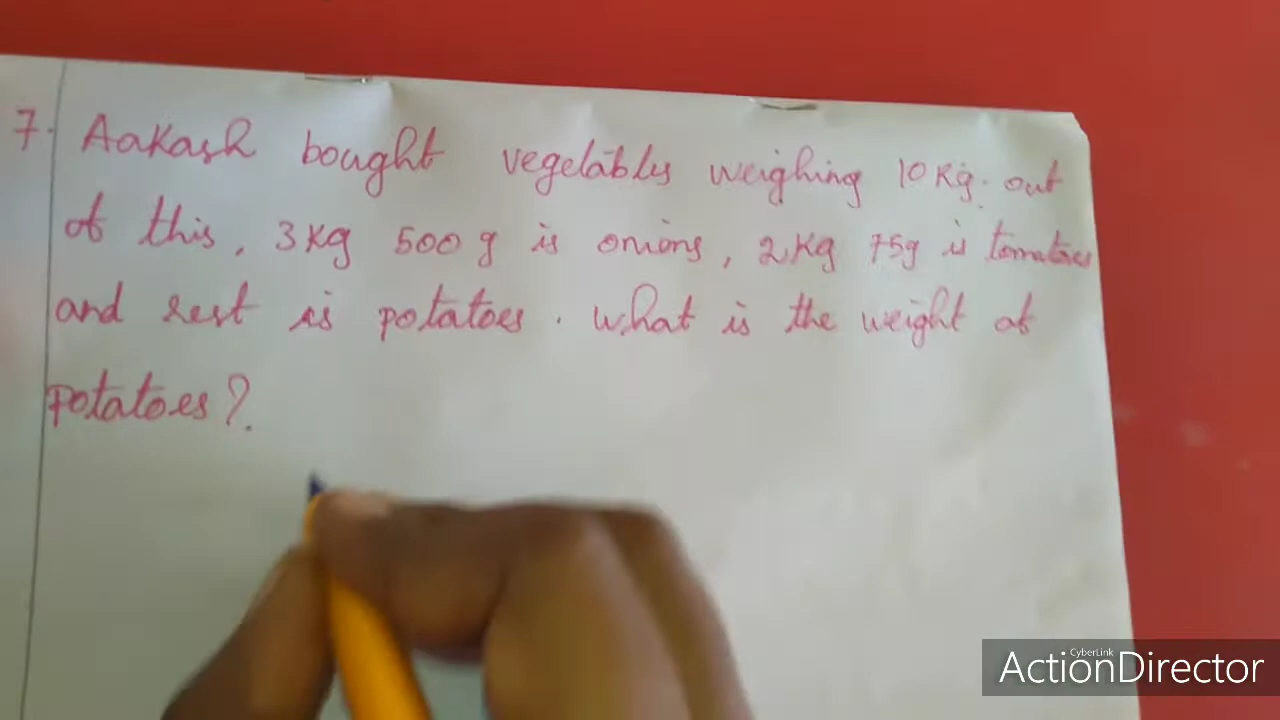 7. Aakash bought vegetables weighing 10 Kg. out
of this, 3 Kg 500 g is onions, 2 Kg 75g is tomatoes
and rest is potatoes. What is the weight of
potatoes?
CyberLink
ActionDirector